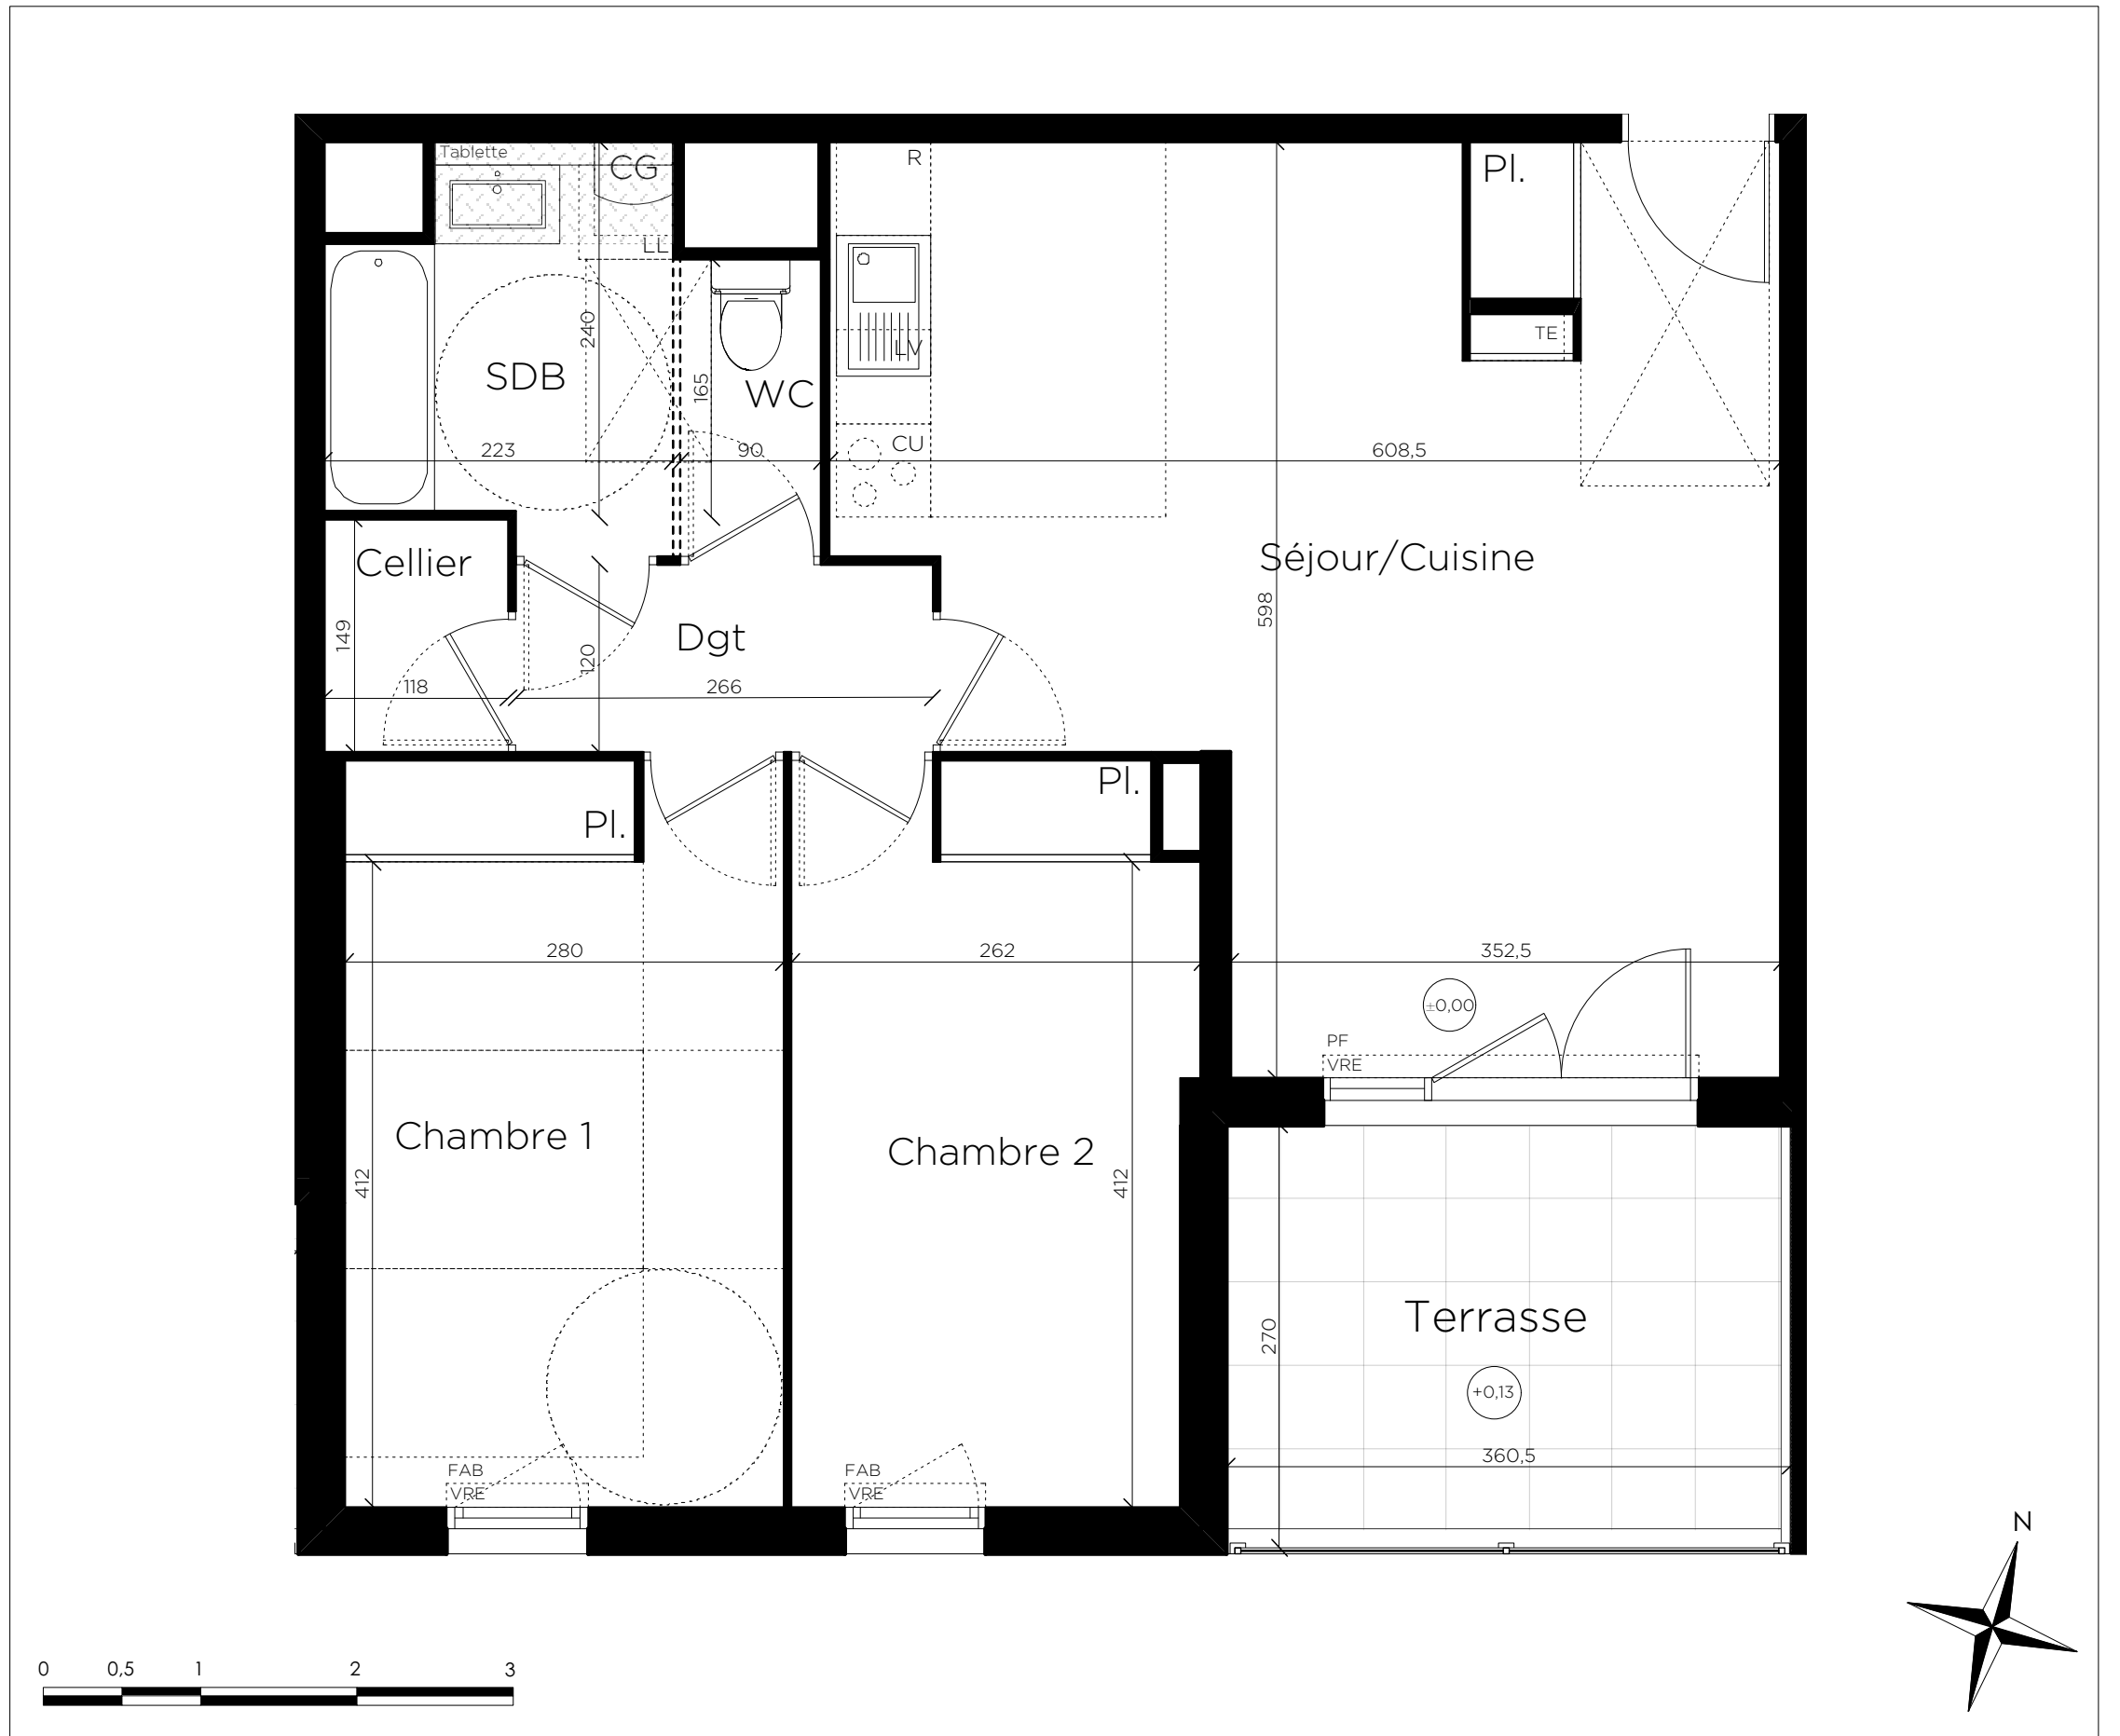 Tablette
CG
R
Pl.
LL
TE
240
LV
SDB
165
WC
223
90
CU
608,5
Cellier
Séjour/Cuisine
598
149
Dgt
120
118
266
Pl.
Pl.
280
262
352,5
±0,00
PF
VRE
Chambre 1
Chambre 2
412
412
Terrasse
270
+0,13
360,5
FAB
VRE
FAB
VRE
N
0 0,5 1 2 3